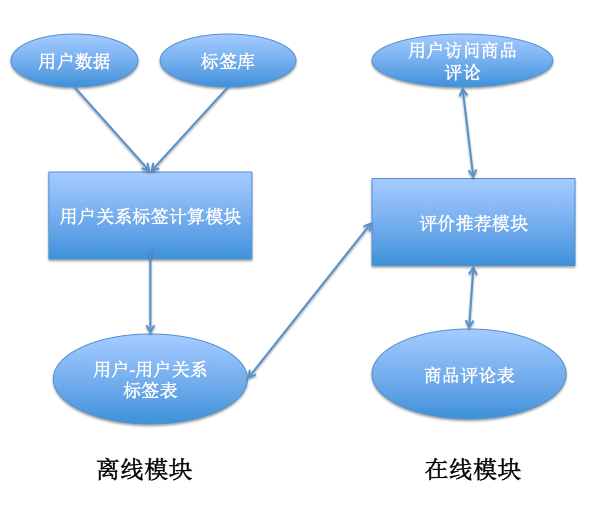 用户数据
标签库
用户访问商品
评论
用户关系标签计算模块
评价推荐模块
用户-用户关系
标签表
商品评论表
离线模块
在线模块